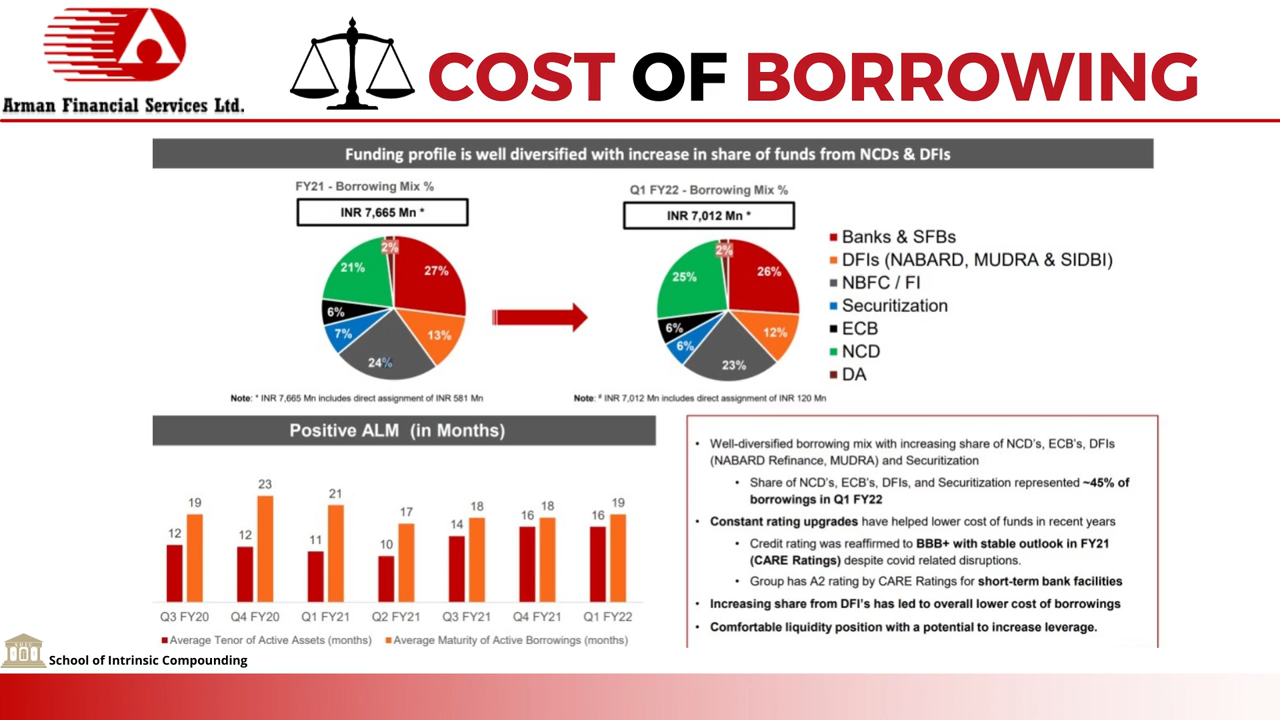 Arman Financial Services Ltd.
COST OF BORROWING
Funding profile is well diversified with increase in share of funds from NCDs & DFIs
FY21 - Borrowing Mix %
INR 7,665 Mn *
2%
27%
13%
24%
7%
6%
21%
Note: * INR 7,665 Mn includes direct assignment of INR 581 Mn
Q1 FY22 - Borrowing Mix %
INR 7,012 Mn *
2%
26%
12%
23%
6%
6%
25%
Note: # INR 7,012 Mn includes direct assignment of INR 120 Mn
Banks & SFBs
DFIs (NABARD, MUDRA & SIDBI)
NBFC / FI
Securitization
ECB
NCD
DA
Positive ALM (in Months)
12 19
12 23
11 21
10 17
14 18
16 18
16 19
Q3 FY20 Q4 FY20 Q1 FY21 Q2 FY21 Q3 FY21 Q4 FY21 Q1 FY22
Average Tenor of Active Assets (months) Average Maturity of Active Borrowings (months)
• Well-diversified borrowing mix with increasing share of NCD's, ECB's, DFIs
(NABARD Refinance, MUDRA) and Securitization
• Share of NCD's, ECB's, DFIs, and Securitization represented ~45% of
borrowings in Q1 FY22
• Constant rating upgrades have helped lower cost of funds in recent years
• Credit rating was reaffirmed to BBB+ with stable outlook in FY21
(CARE Ratings) despite covid related disruptions.
• Group has A2 rating by CARE Ratings for short-term bank facilities
• Increasing share from DFI's has led to overall lower cost of borrowings
• Comfortable liquidity position with a potential to increase leverage.
School of Intrinsic Compounding